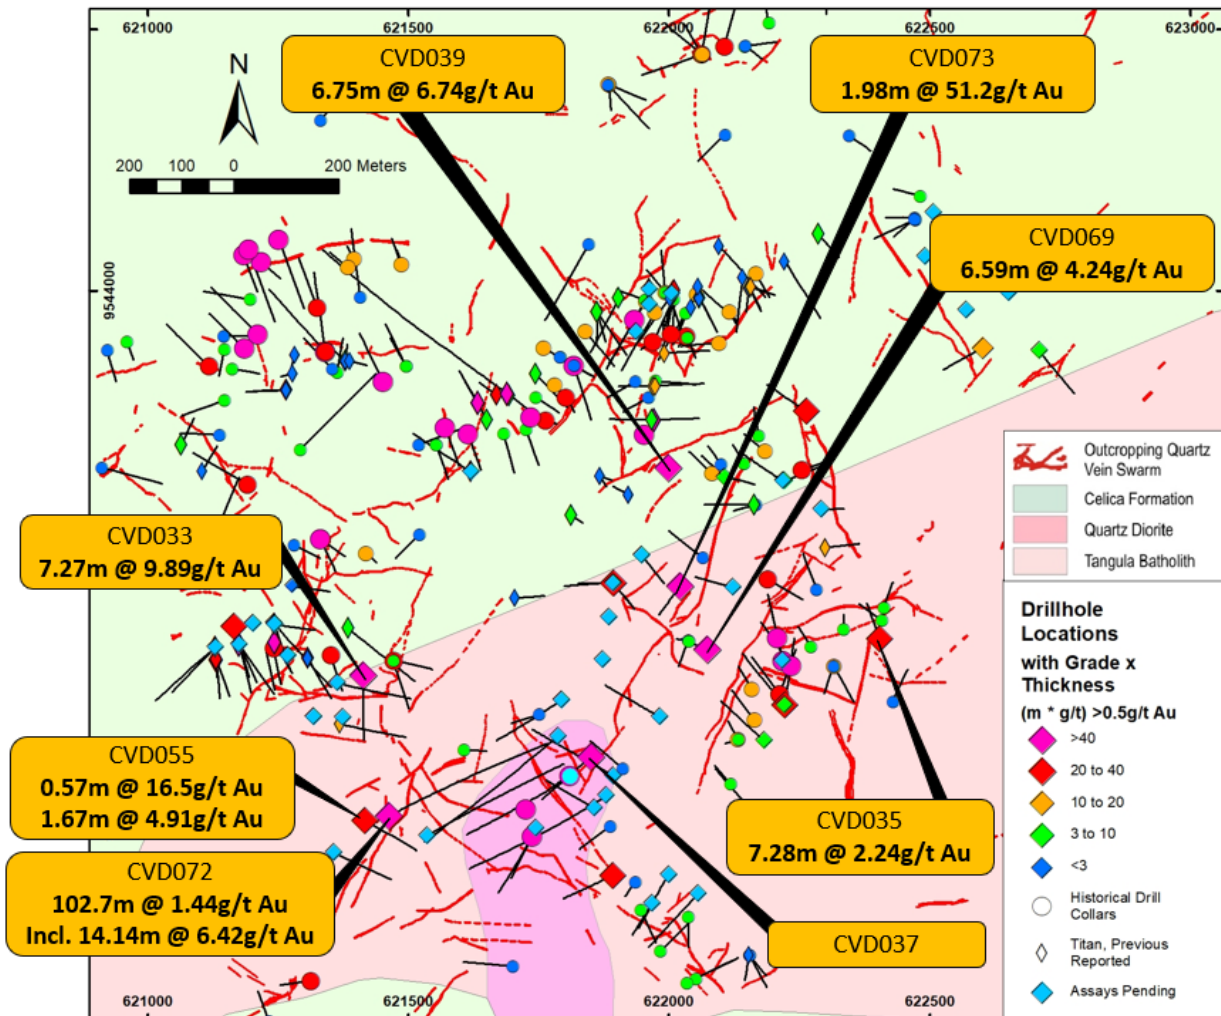 621000
621500
622000
622500
623000
CVD039
6.75m @ 6.74g/t Au
CVD073
1.98m @ 51.2g/t Au
N
200 100 0 200 Meters
CVD069
6.59m @ 4.24g/t Au
9544000
Outcropping Quartz
Vein Swarm
Celica Formation
Quartz Diorite
Tangula Batholith
CVD033
7.27m @ 9.89g/t Au
Drillhole
Locations
with Grade x
Thickness
(m * g/t) >0.5g/t Au
>40
20 to 40
10 to 20
3 to 10
<3
Historical Drill
Collars
Titan, Previous
Reported
Assays Pending
CVD055
0.57m @ 16.5g/t Au
1.67m @ 4.91g/t Au
CVD035
7.28m @ 2.24g/t Au
CVD072
102.7m @ 1.44g/t Au
Incl. 14.14m @ 6.42g/t Au
CVD037
621000
621500
622000
622500